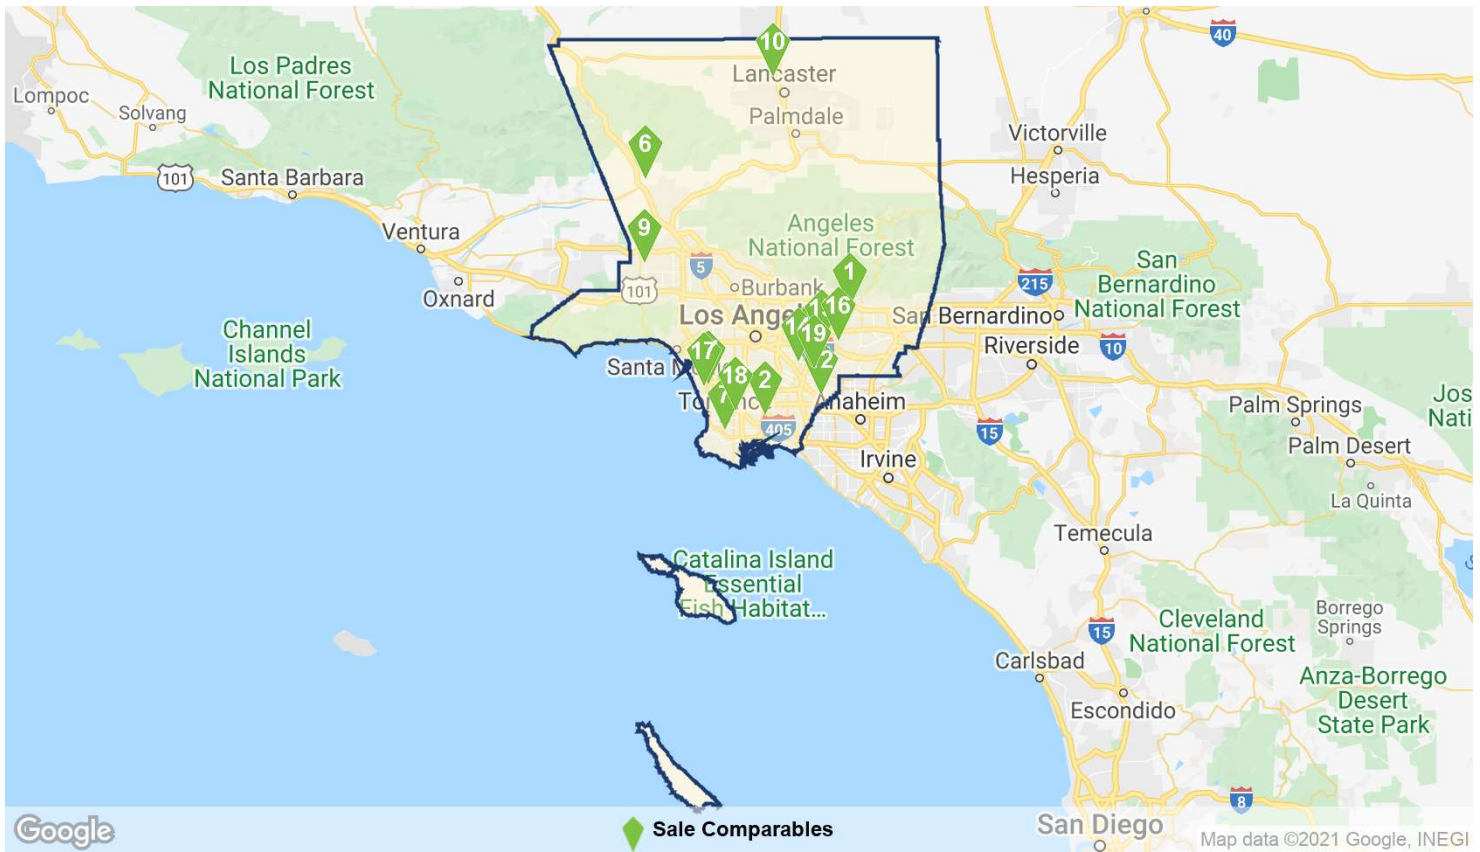 40
10
Los Padres
National Forest
Lancaster
Lompoc
Solvang
Palmdale
Victorville
6
101
Santa Barbara
Hesperia
Ventura
9
Angeles
National Forest
5
1
San
Bernardino
National Forest
215
Oxnard
101
Burbank
16
Los Angel
San Bernardino
Channel
Islands
National Park
19
Riverside
10
Santa M
17
2
18
2
7
Anaheim
405
Palm Springs
15
Palm Desert
Irvine
La Quinta
Temecula
Catalina Island
Essential
Fish Habitat...
Borrego
Springs
Cleveland
National Forest
15
Carlsbad
Anza-Borrego
Desert
State Park
Escondido
8
Google
Sale Comparables
San Diego
Map data ©2021 Google, INEGI